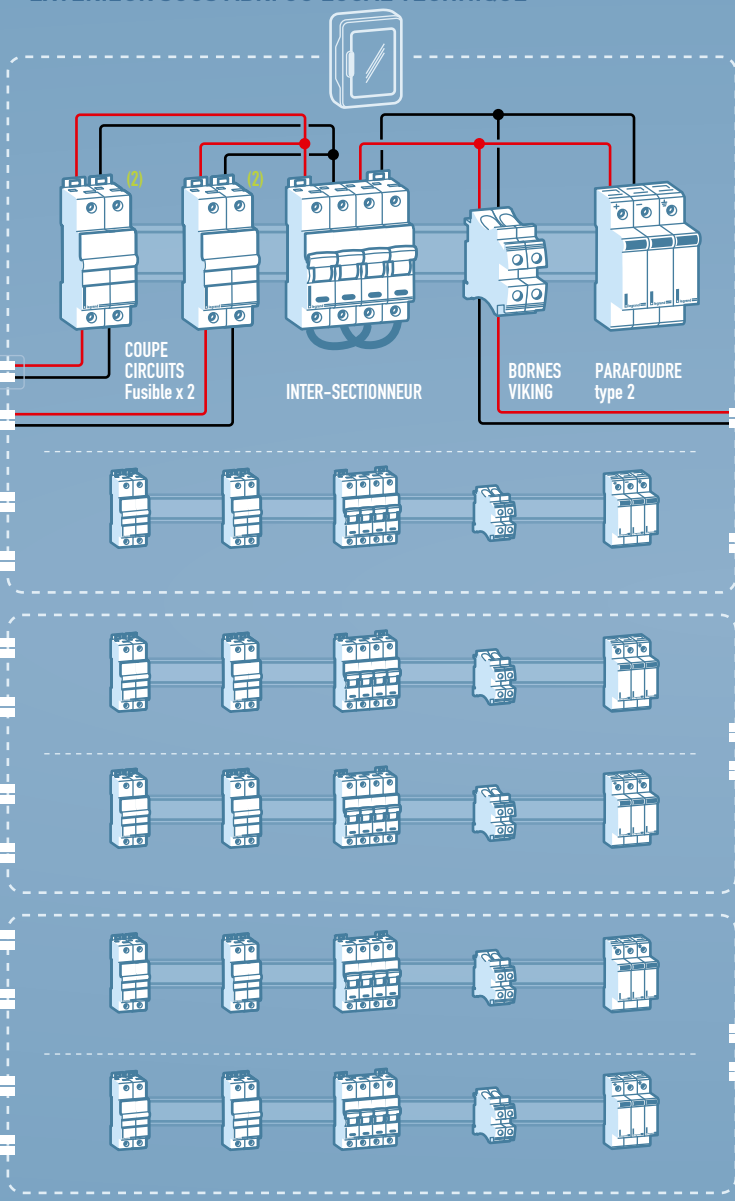 (2)
(2)
COUPE
CIRCUITS
Fusible x 2
INTER-SECTIONNEUR
BORNES
VIKING
PARAFOUDRE
type 2